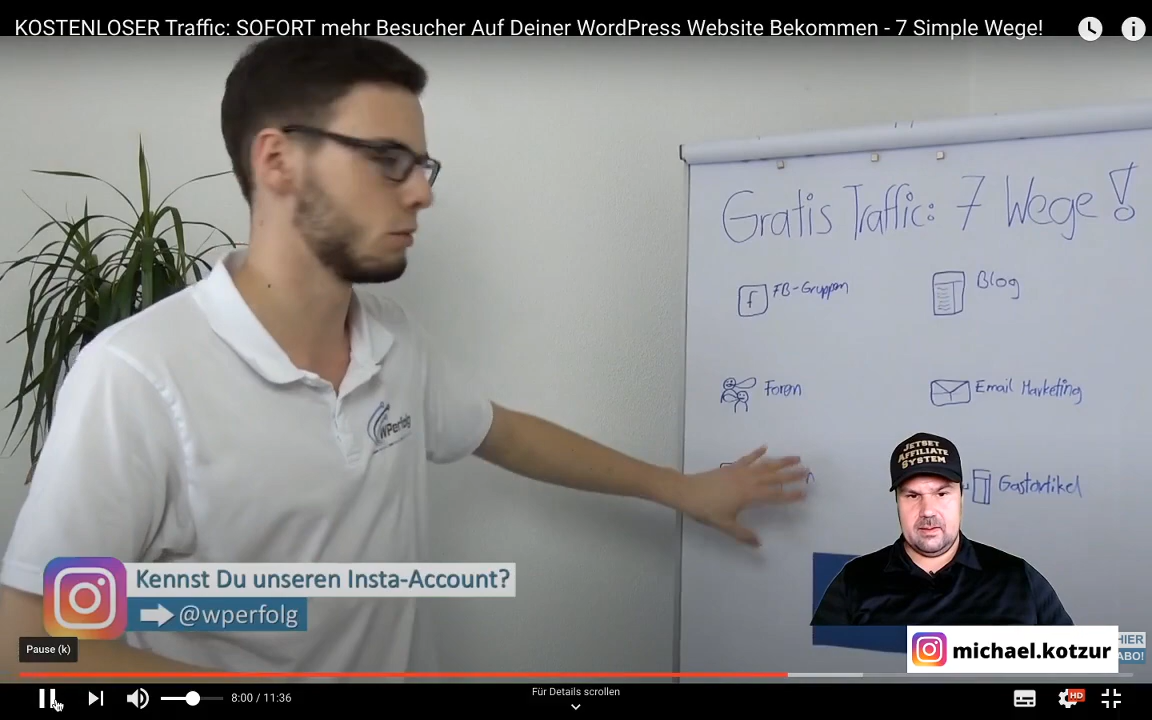 KOSTENLOSER Traffic: SOFORT mehr Besucher Auf Deiner WordPress Website Bekommen - 7 Simple Wege!
Gratis Traffic: 7 Wege!
f FB-Gruppen
Blog
Foren
Email Marketing
JETSET
AFFILIATE
SYSTEM
Gastartikel
WPerfolg
Kennst Du unseren Insta-Account?
@wperfolg
HIER
ABO!
michael.kotzur
Pause (k)
8:00 / 11:36
Für Details scrollen
HD